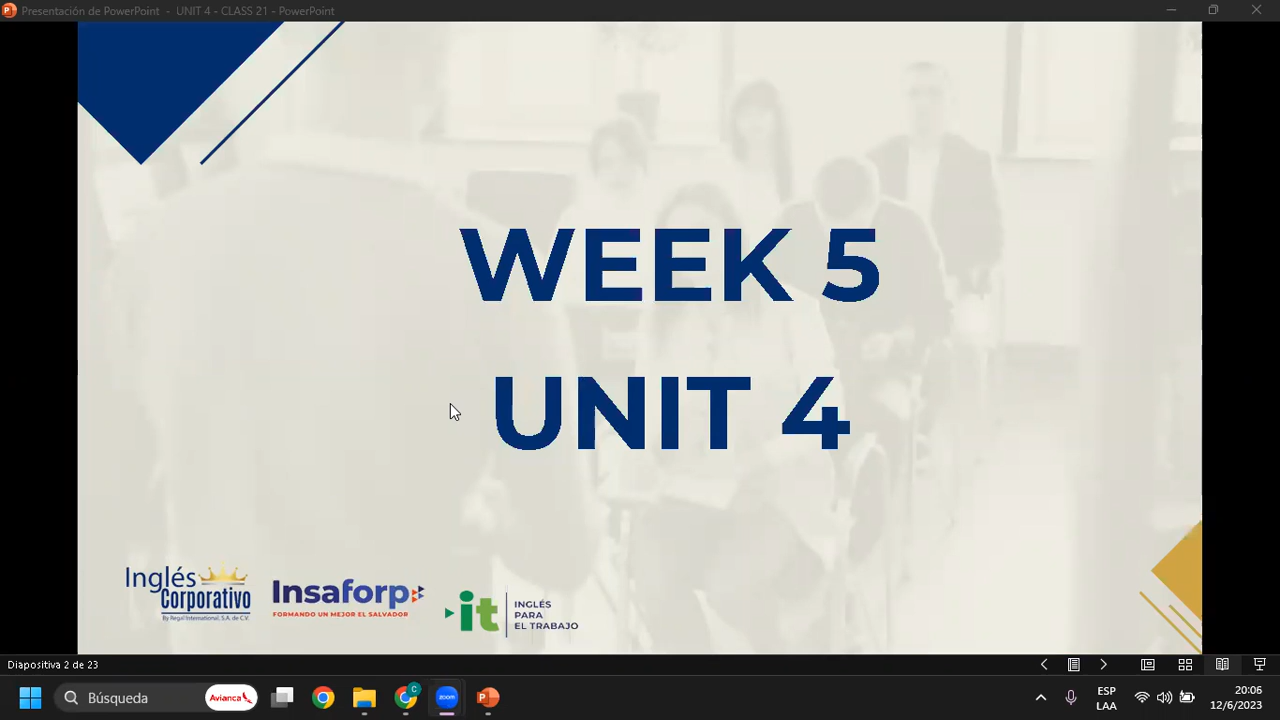 Presentación de PowerPoint - UNIT 4 - CLASS 21 - PowerPoint
WEEK 5
UNIT 4
Inglés
Corporativo
By Regal International, S.A. de C.V.
Insaforp
FORMANDO UN MEJOR EL SALVADOR
it
INGLÉS
PARA
EL TRABAJO
Diapositiva 2 de 23
Búsqueda
Avianca
C
zoom
ESP
LAA
20:06
12/6/2023